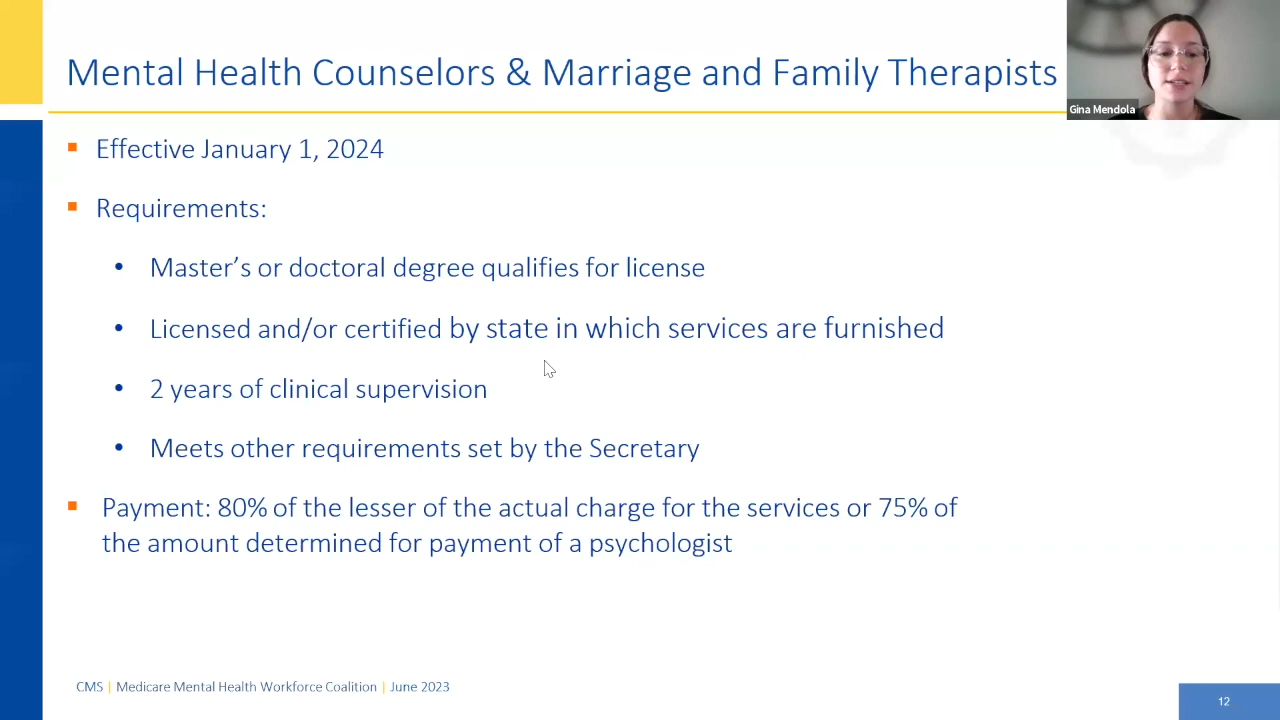 Mental Health Counselors & Marriage and Family Therapists
Gina Mendola
▪ Effective January 1, 2024
▪ Requirements:
• Master’s or doctoral degree qualifies for license
• Licensed and/or certified by state in which services are furnished
• 2 years of clinical supervision
• Meets other requirements set by the Secretary
▪ Payment: 80% of the lesser of the actual charge for the services or 75% of
the amount determined for payment of a psychologist
CMS | Medicare Mental Health Workforce Coalition | June 2023
12